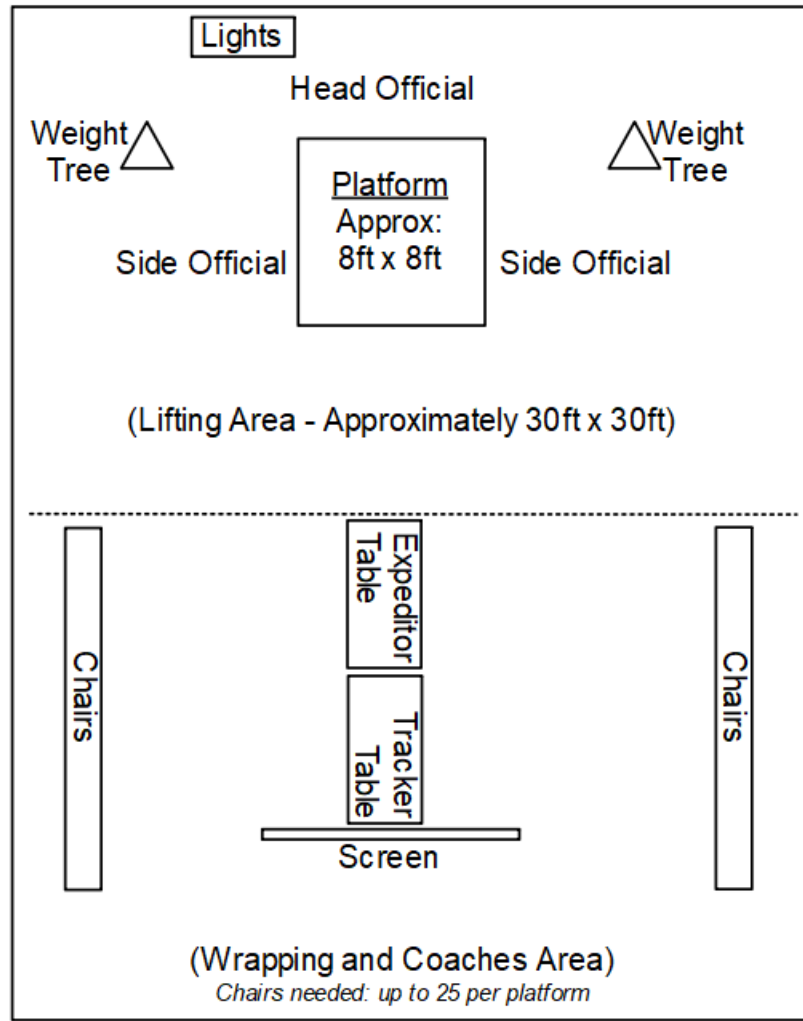 Lights
Head Official
Weight
Tree
Weight
Tree
Platform
Approx:
8ft x 8ft
Side Official
Side Official
(Lifting Area - Approximately 30ft x 30ft)
Expeditor
Table
Chairs
Chairs
Tracker
Table
Screen
(Wrapping and Coaches Area)
Chairs needed: up to 25 per platform